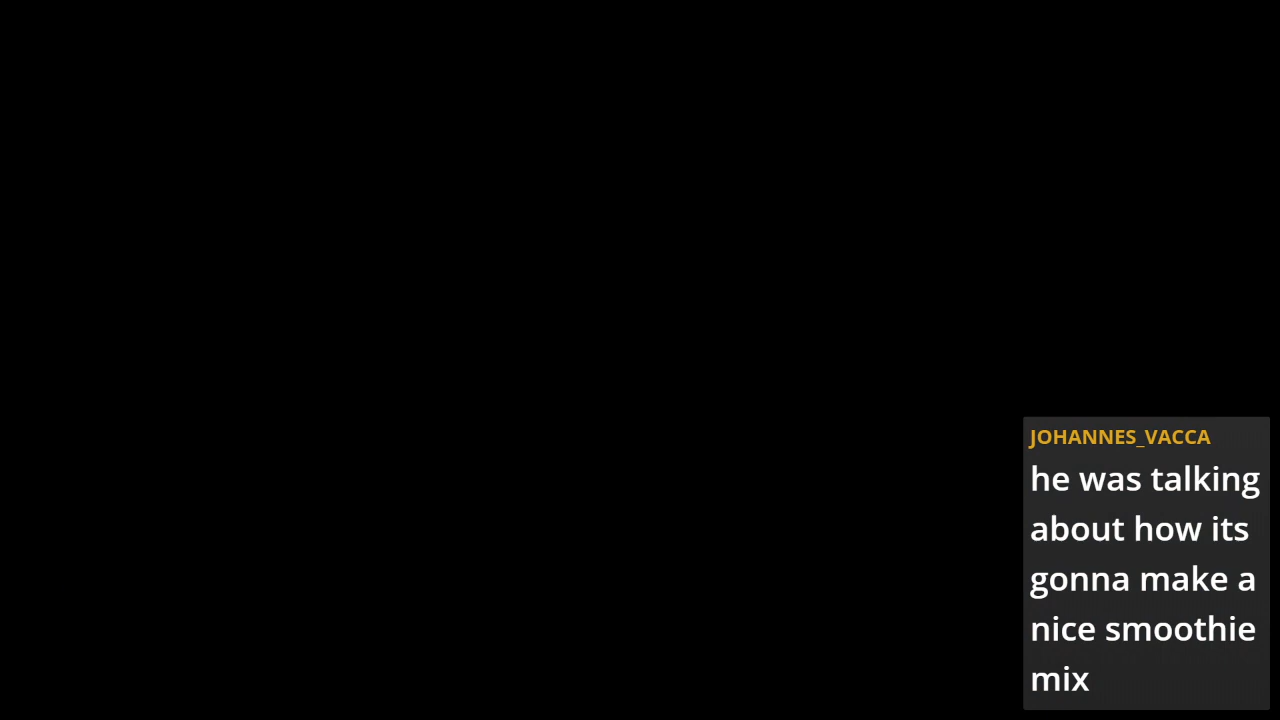 JOHANNES_VACCA
he was talking
about how its
gonna make a
nice smoothie
mix